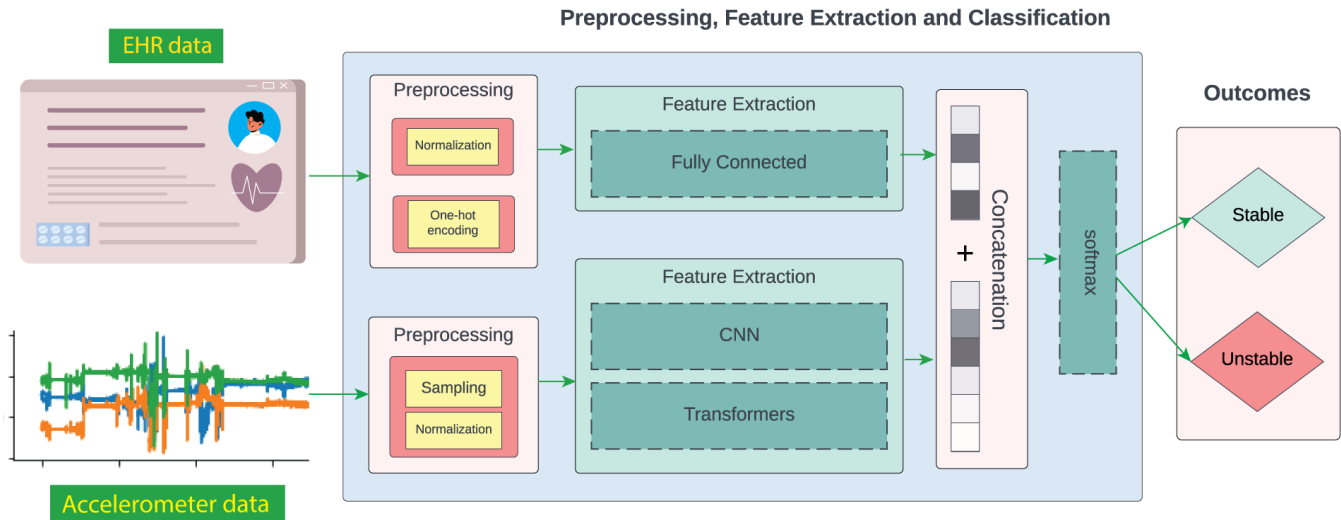 Preprocessing, Feature Extraction and Classification
EHR data
Preprocessing
Normalization
One-hot
encoding
Feature Extraction
Fully Connected
Accelerometer data
Preprocessing
Sampling
Normalization
Feature Extraction
CNN
Transformers
+
Concatenation
softmax
Outcomes
Stable
Unstable